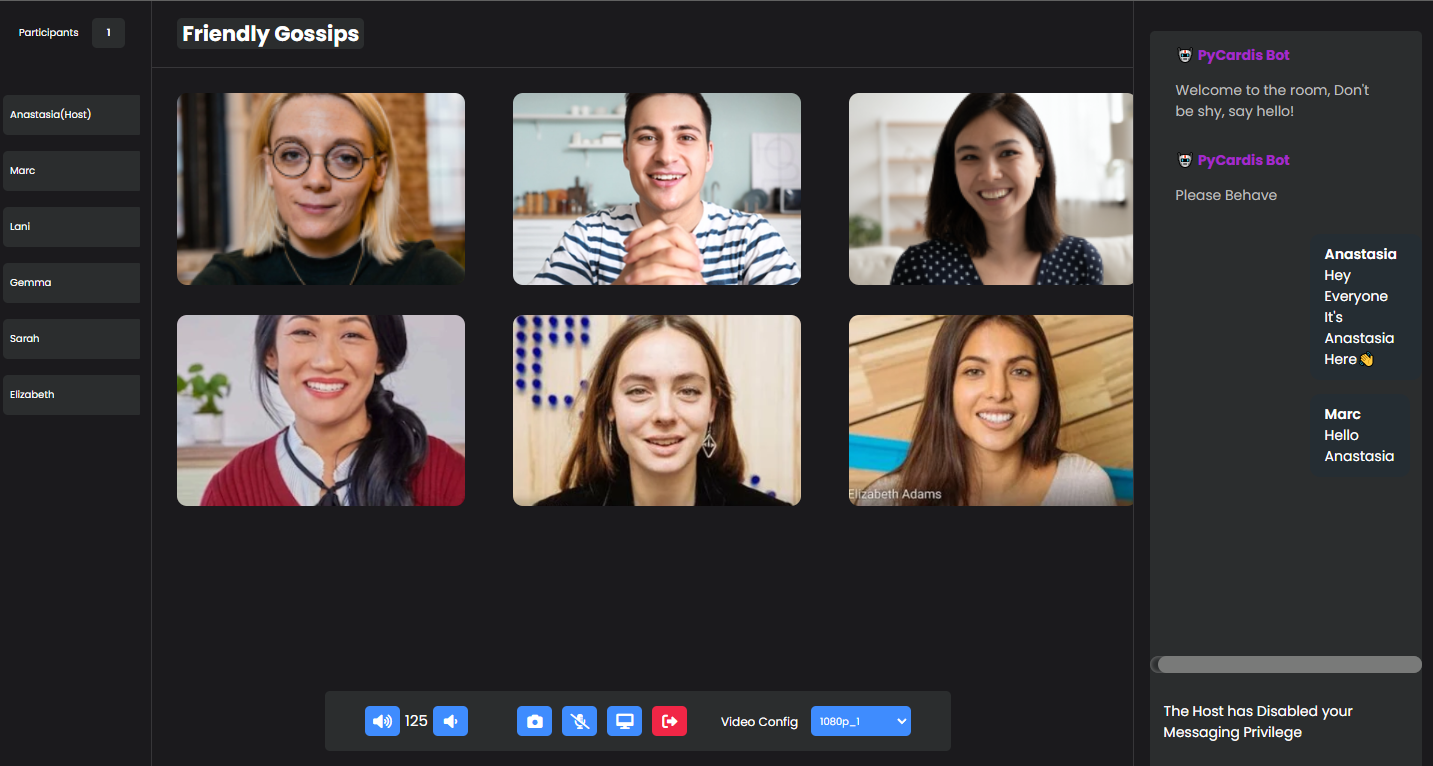 Participants 1
Anastasia(Host)
Marc
Lani
Gemma
Sarah
Elizabeth
Friendly Gossips
Elizabeth Adams
125
Video Config 1080p_1
PyCardis Bot
Welcome to the room, Don't
be shy, say hello!
PyCardis Bot
Please Behave
Anastasia
Hey
Everyone
It's
Anastasia
Here 👋
Marc
Hello
Anastasia
The Host has Disabled your
Messaging Privilege